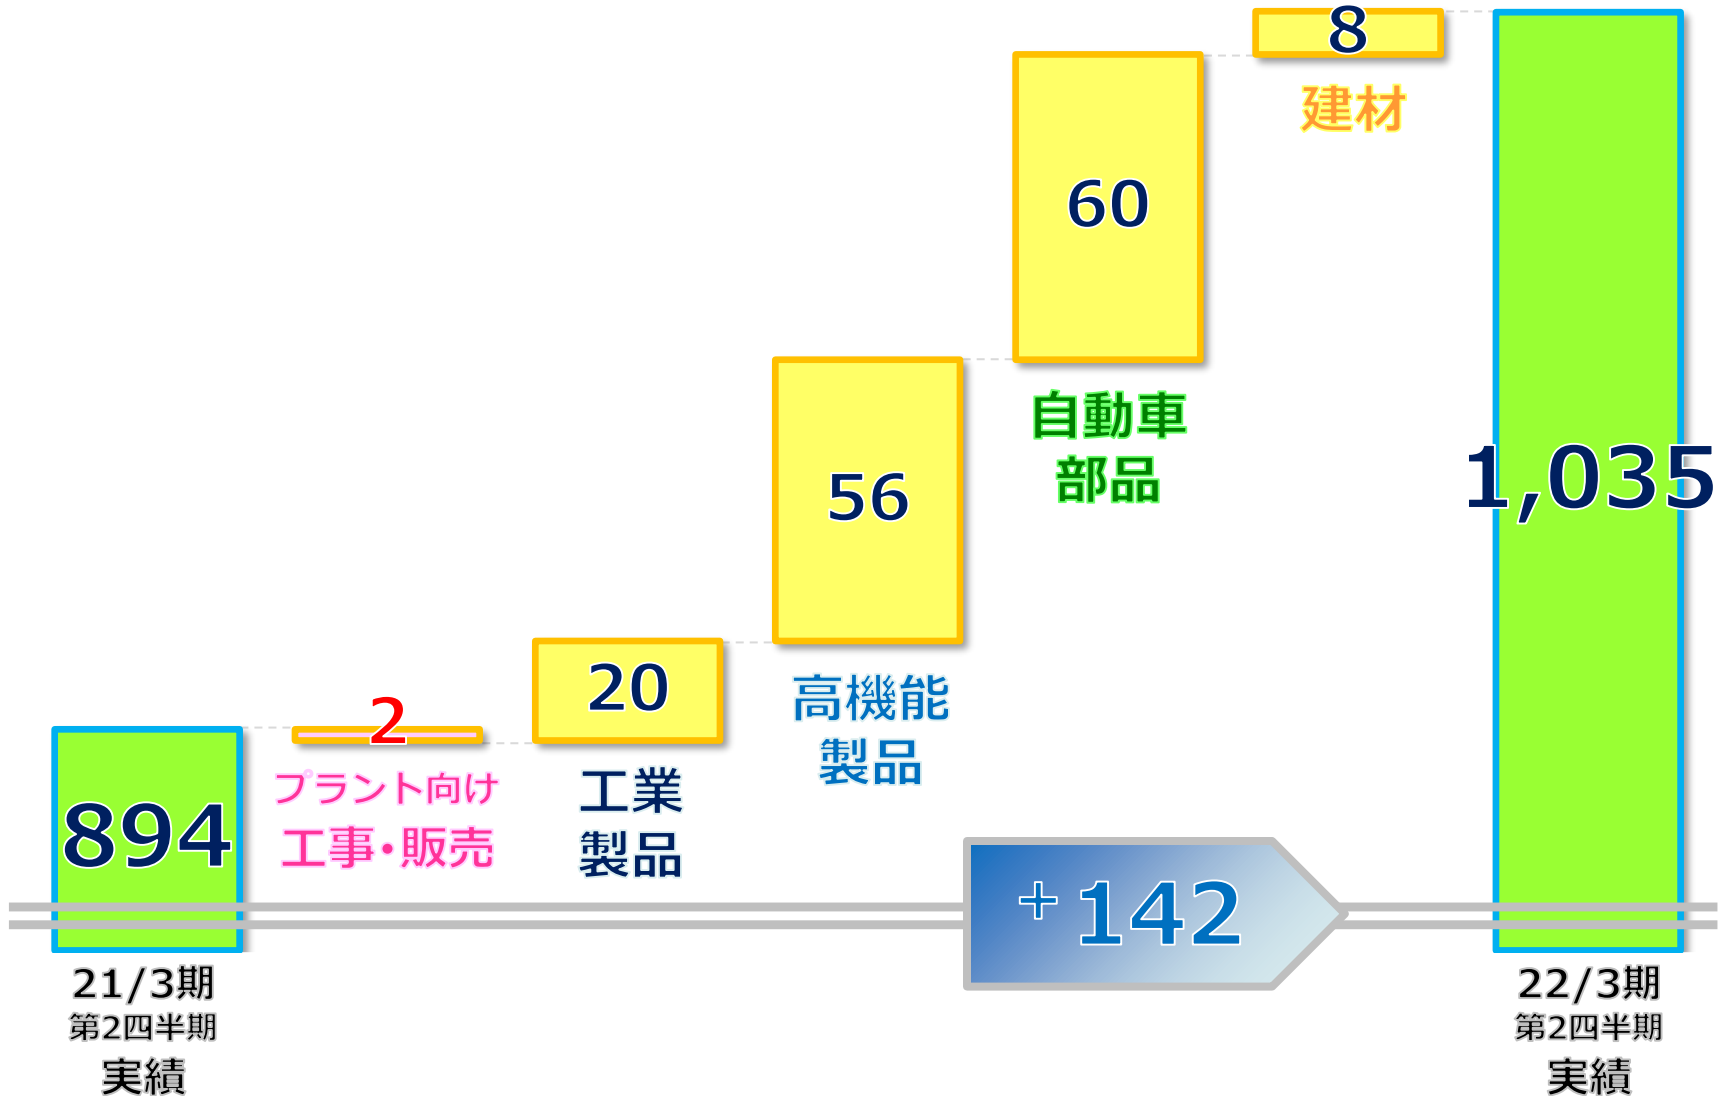 894
21/3期
第2四半期
実績
2
プラント向け
工事・販売
20
工業
製品
56
高機能
製品
60
自動車
部品
8
建材
+142
1,035
22/3期
第2四半期
実績